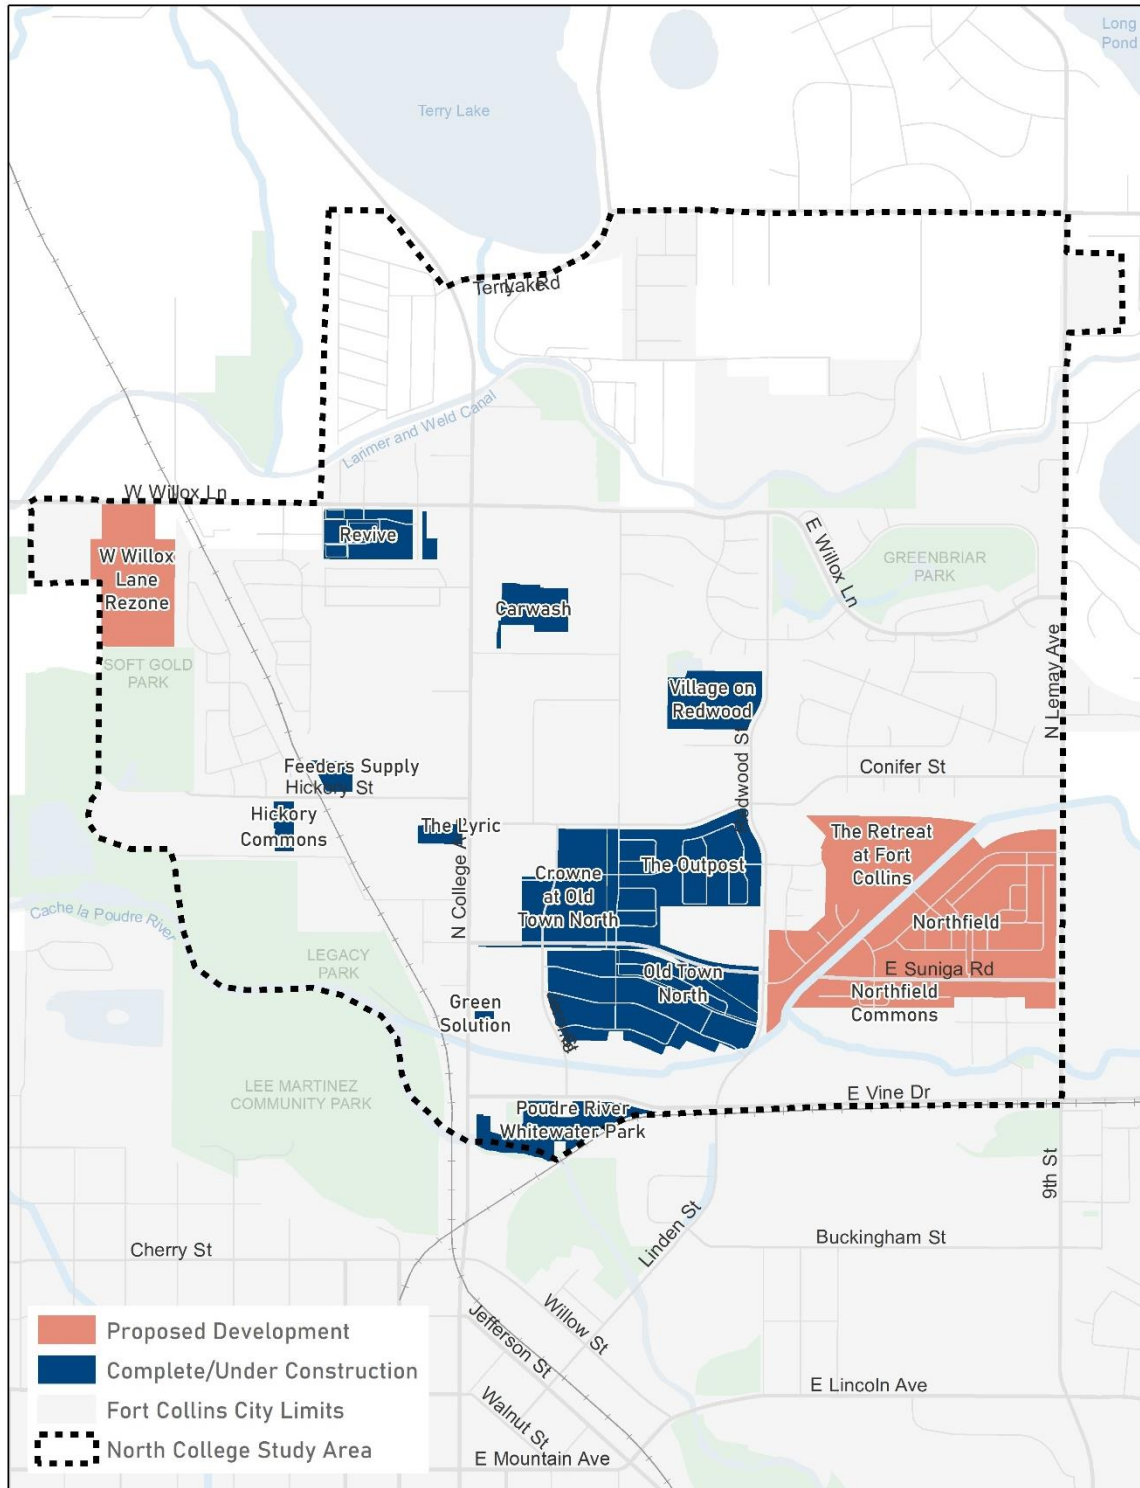 Long
Pond
Terry Lake
Terry Lake Rd
Larimer and Weld Canal
W Willox Ln
Revive
W Willox
Lane
Rezone
E Willox Ln
GREENBRIAR
PARK
Carwash
SOFT GOLD
PARK
N Lemay Ave
Village on
Redwood
Redwood St
Feeders Supply
Hickory St
Conifer St
Hickory
Commons
The Lyric
N College
The Retreat
at Fort
Collins
The Outpost
Crowne
at Old
Town North
Cache la Poudre River
Northfield
LEGACY
PARK
E Suniga Rd
Old Town
North
Northfield
Commons
Green
Solution
LEE MARTINEZ
COMMUNITY PARK
E Vine Dr
Poudre River
Whitewater Park
9th St
Linden St
Buckingham St
Cherry St
Willow St
Jefferson St
Walnut St
E Lincoln Ave
E Mountain Ave
Proposed Development
Complete/Under Construction
Fort Collins City Limits
North College Study Area